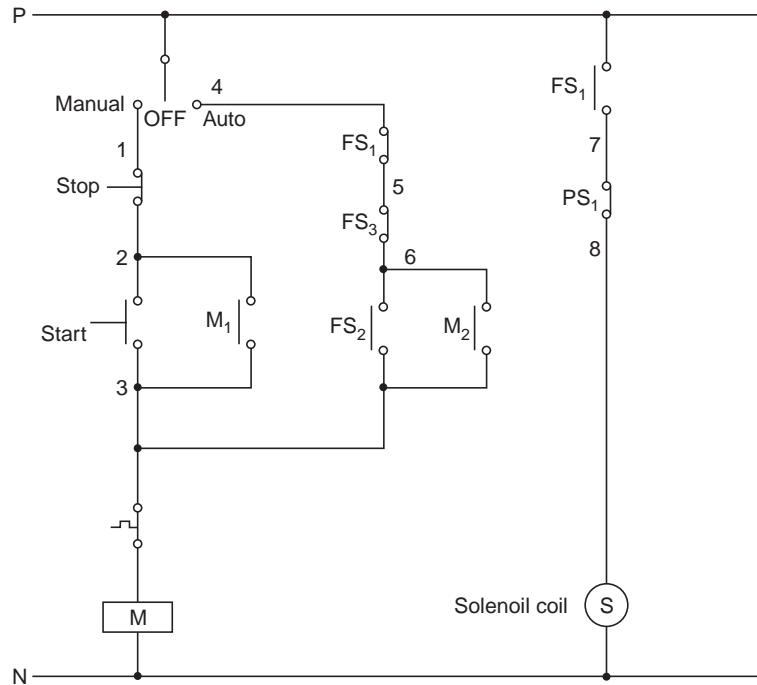 P
4
Manual
OFF Auto
FS₁
1
FS₁
7
Stop
5
PS₁
FS₃
8
2
6
M₁
FS₂
M₂
Start
3
Solenoil coil
S
M
N